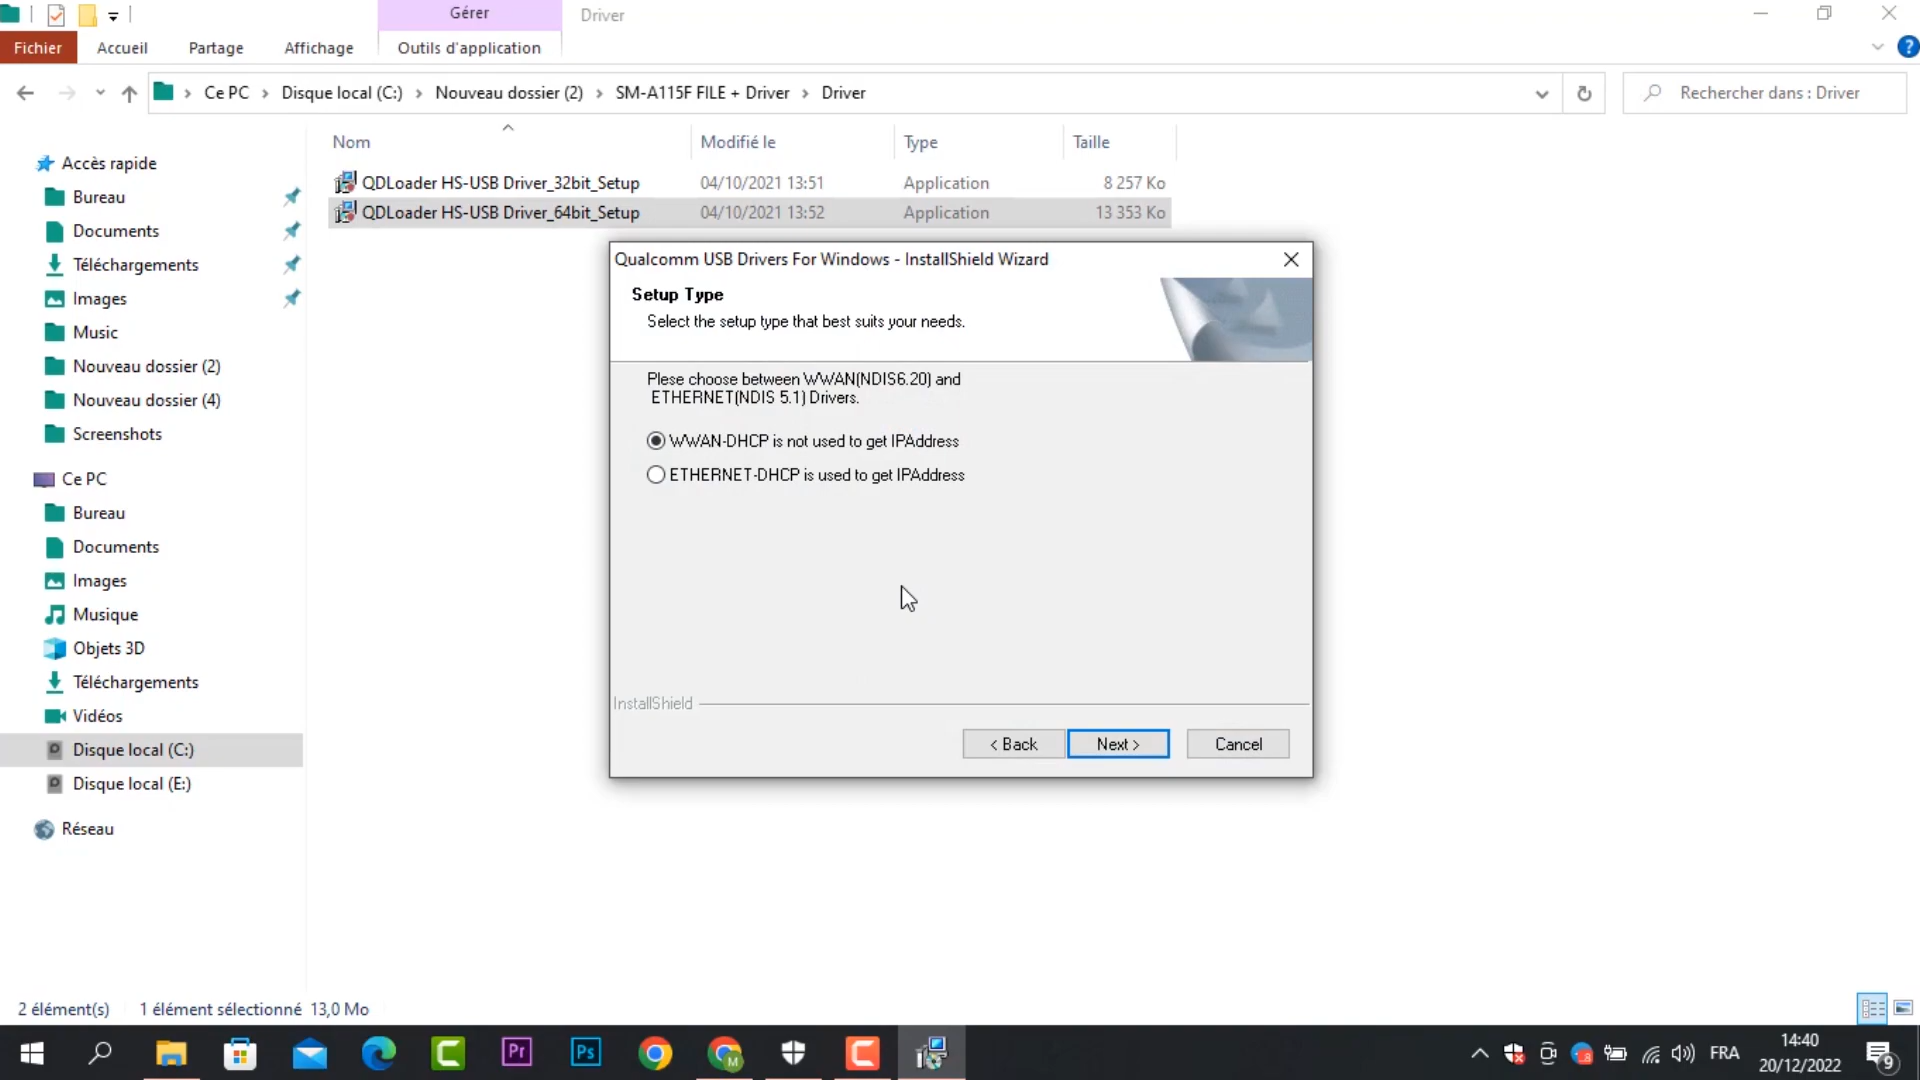 Gérer
Driver
Fichier
Accueil
Partage
Affichage
Outils d'application
Ce PC > Disque local (C:) > Nouveau dossier (2) > SM-A115F FILE + Driver > Driver
Rechercher dans : Driver
Nom
Modifié le
Type
Taille
QDLoader HS-USB Driver_32bit_Setup 04/10/2021 13:51 Application 8 257 Ko
QDLoader HS-USB Driver_64bit_Setup 04/10/2021 13:52 Application 13 353 Ko
Accès rapide
Bureau
Documents
Téléchargements
Images
Music
Nouveau dossier (2)
Nouveau dossier (4)
Screenshots
Ce PC
Bureau
Documents
Images
Musique
Objets 3D
Téléchargements
Vidéos
Disque local (C:)
Disque local (E:)
Réseau
Qualcomm USB Drivers For Windows - InstallShield Wizard
Setup Type
Select the setup type that best suits your needs.
Plese choose between WWAN(NDIS6.20) and
ETHERNET(NDIS 5.1) Drivers.
WWAN-DHCP is not used to get IPAddress
ETHERNET-DHCP is used to get IPAddress
InstallShield
< Back
Next >
Cancel
2 élément(s)
1 élément sélectionné 13,0 Mo
Pr
Ps
M
FRA
14:40
20/12/2022
9